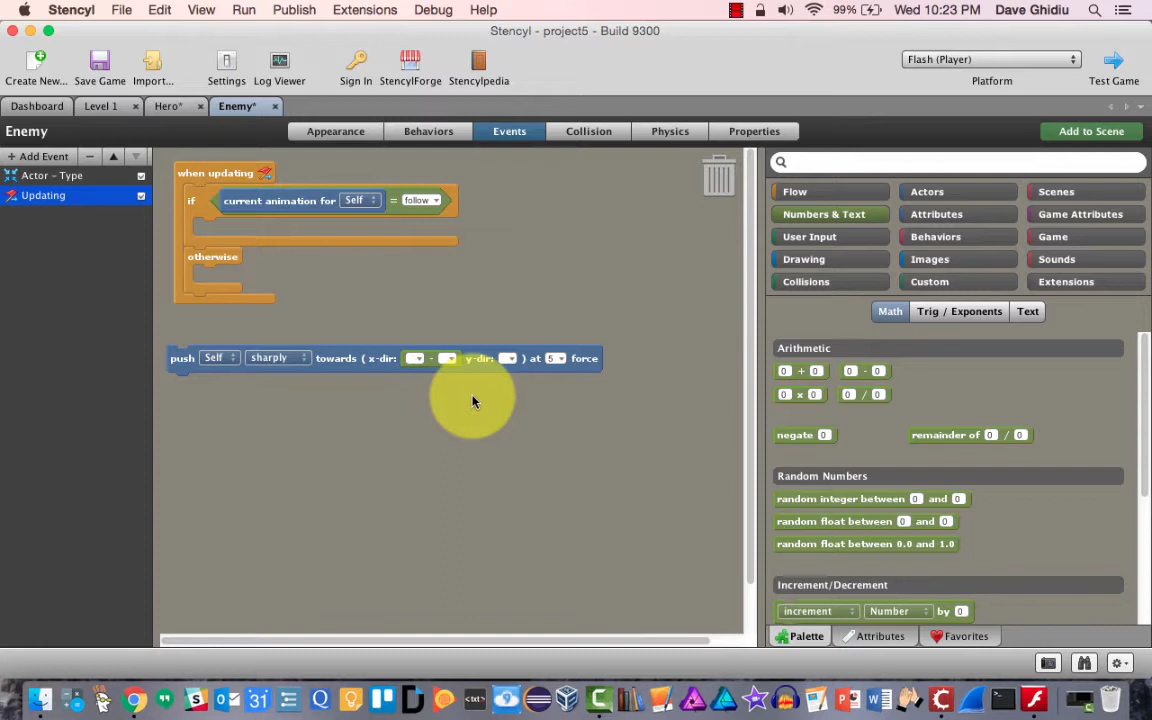 Stencyl File Edit View Run Publish Extensions Debug Help 99% Wed 10:23 PM Dave Ghidiu
Stencyl - project5 - Build 9300
Create New... Save Game Import... Settings Log Viewer Sign In StencylForge Stencylpedia Flash (Player) Platform Test Game
Dashboard Level 1 Hero* Enemy*
Enemy Appearance Behaviors Events Collision Physics Properties Add to Scene
Add Event
Actor - Type
Updating
when updating
if current animation for Self = follow
otherwise
push Self sharply towards ( x-dir: - y-dir: ) at 5 force
Flow Actors Scenes
Numbers & Text Attributes Game Attributes
User Input Behaviors Game
Drawing Images Sounds
Collisions Custom Extensions
Math Trig / Exponents Text
Arithmetic
0 + 0 0 - 0
0 x 0 0 / 0
negate 0 remainder of 0 / 0
Random Numbers
random integer between 0 and 0
random float between 0 and 0
random float between 0.0 and 1.0
Increment/Decrement
increment Number by 0
Palette Attributes Favorites
31 <txt>